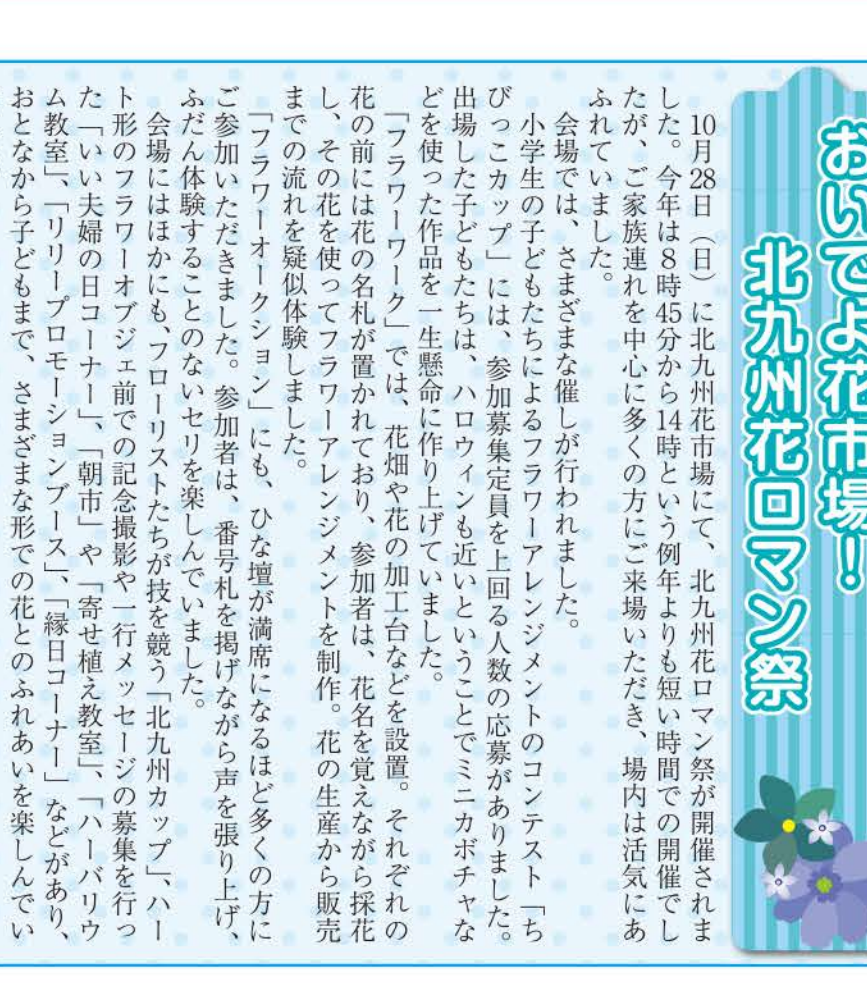 おいでよ花市場！
北九州花ロマン祭
10月28日（日）に北九州花市場にて、北九州花ロマン祭が開催されま
した。今年は8時45分から14時という例年よりも短い時間での開催でし
たが、ご家族連れを中心に多くの方にご来場いただき、場内は活気にあ
ふれていました。
会場では、さまざまな催しが行われました。
小学生の子どもたちによるフラワーアレンジメントのコンテスト「ち
びっこカップ」には、参加募集定員を上回る人数の応募がありました。
出場した子どもたちは、ハロウィンも近いということでミニカボチャな
どを使った作品を一生懸命に作り上げていました。
「フラワーワーク」では、花畑や花の加工台などを設置。それぞれの
花の前には花の名札が置かれており、参加者は、花名を覚えながら採花
し、その花を使ってフラワーアレンジメントを制作。花の生産から販売
までの流れを疑似体験しました。
「フラワーオークション」にも、ひな壇が満席になるほど多くの方に
ご参加いただきました。参加者は、番号札を掲げながら声を張り上げ、
ふだん体験することのないセリを楽しんでいました。
会場にはほかにも、フローリストたちが技を競う「北九州カップ」、ハー
ト形のフラワーオブジェ前での記念撮影や一行メッセージの募集を行っ
た「いい夫婦の日コーナー」、「朝市」や「寄せ植え教室」、「ハーバリウ
ム教室」、「リリープロモーションブース」、「縁日コーナー」などがあり、
おとなから子どもまで、さまざまな形での花とのふれあいを楽しんでい